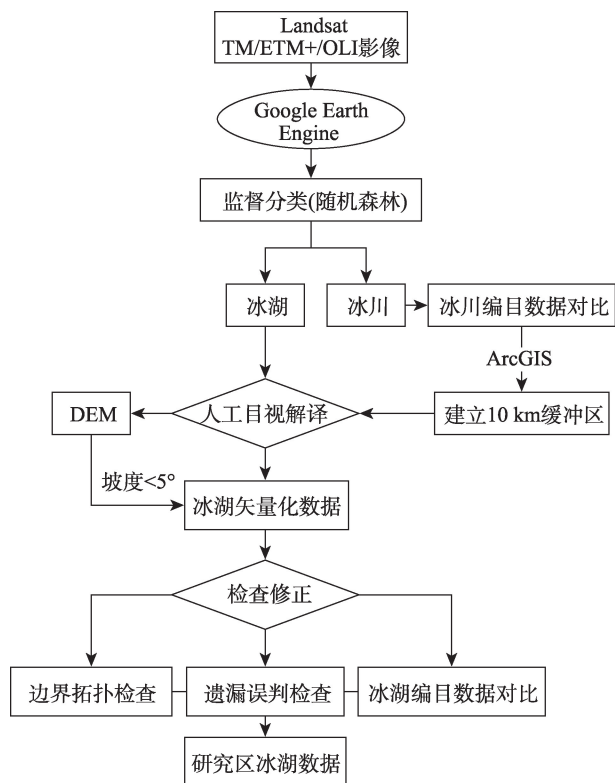 Landsat
TM/ETM+/OLI影像
Google Earth
Engine
监督分类(随机森林)
冰湖
冰川
冰川编目数据对比
ArcGIS
DEM
人工目视解译
建立10 km缓冲区
坡度<5°
冰湖矢量化数据
检查修正
边界拓扑检查
遗漏误判检查
冰湖编目数据对比
研究区冰湖数据